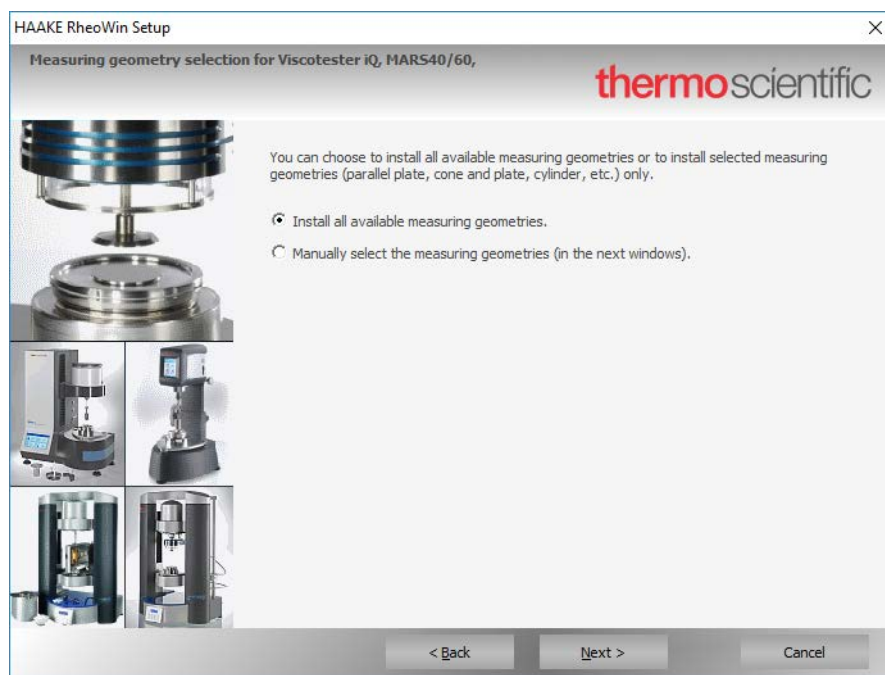 HAAKE RheoWin Setup
Measuring geometry selection for Viscotester iQ, MARS40/60,
thermoscientific
You can choose to install all available measuring geometries or to install selected measuring
geometries (parallel plate, cone and plate, cylinder, etc.) only.
Install all available measuring geometries.
Manually select the measuring geometries (in the next windows).
< Back
Next >
Cancel